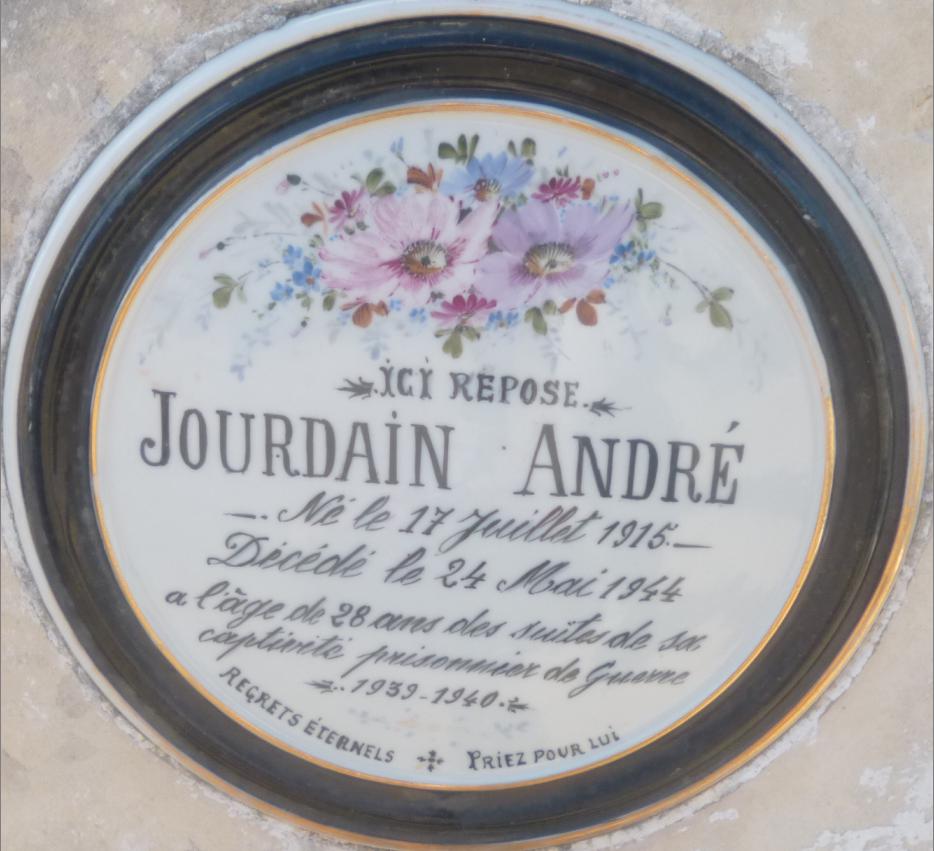 ICI REPOSE
JOURDAIN ANDRÉ
Né le 17 Juillet 1915.
Décédé le 24 Mai 1944
a l'âge de 28 ans des suites de sa
captivité prisonnier de Guerre
1939-1940.
REGRETS ÉTERNELS PRIEZ POUR LUI